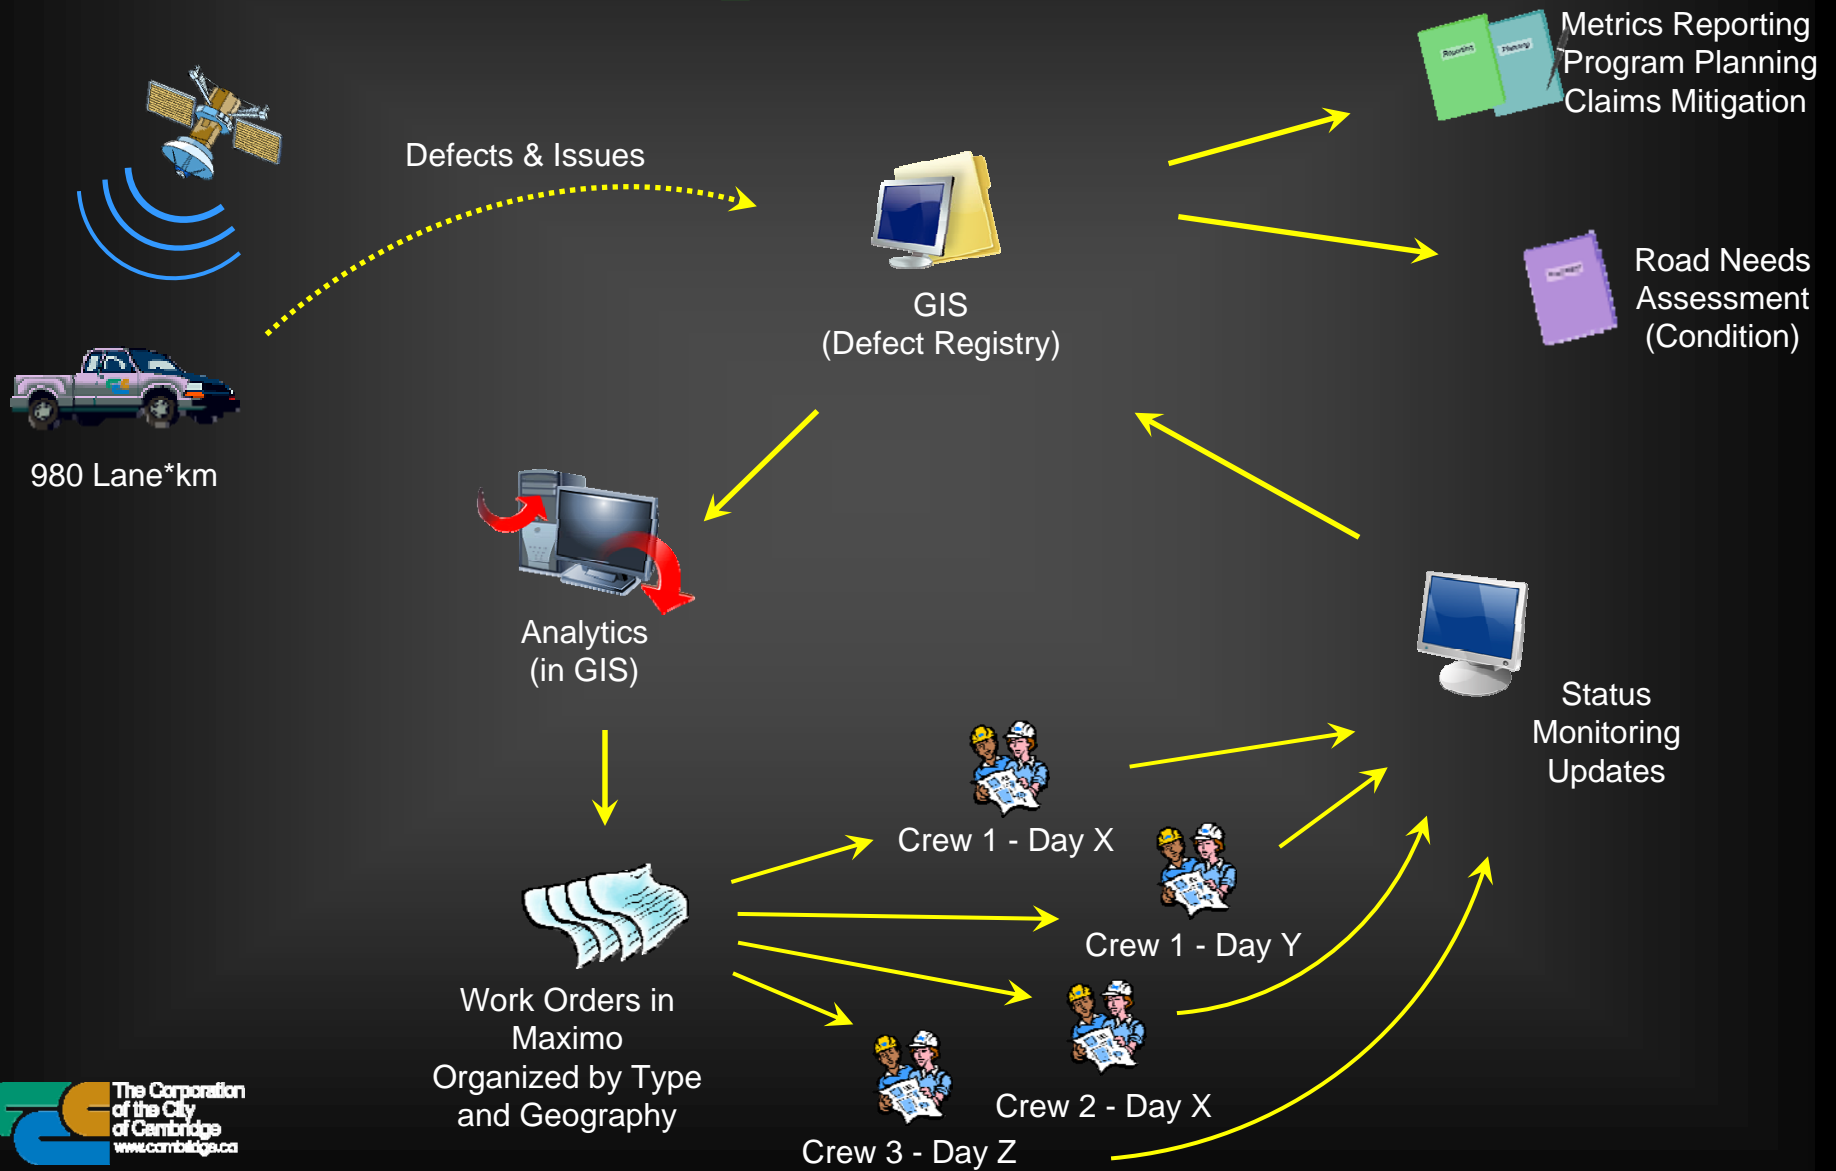 Metrics Reporting
Program Planning
Claims Mitigation
Reporting
Planning
Defects & Issues
GIS
(Defect Registry)
Road Needs
Assessment
(Condition)
980 Lane*km
Analytics
(in GIS)
Status
Monitoring
Updates
Crew 1 - Day X
Crew 1 - Day Y
Work Orders in
Maximo
Organized by Type
and Geography
Crew 2 - Day X
Crew 3 - Day Z
The Corporation
of the City
of Cambridge
www.cambridge.ca